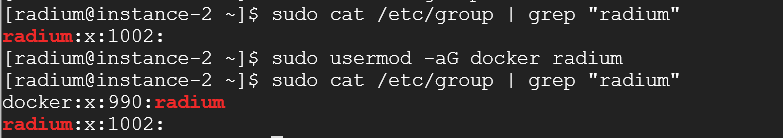 [radium@instance-2 ~]$ sudo cat /etc/group | grep "radium"
radium:x:1002:
[radium@instance-2 ~]$ sudo usermod -aG docker radium
[radium@instance-2 ~]$ sudo cat /etc/group | grep "radium"
docker:x:990:radium
radium:x:1002: